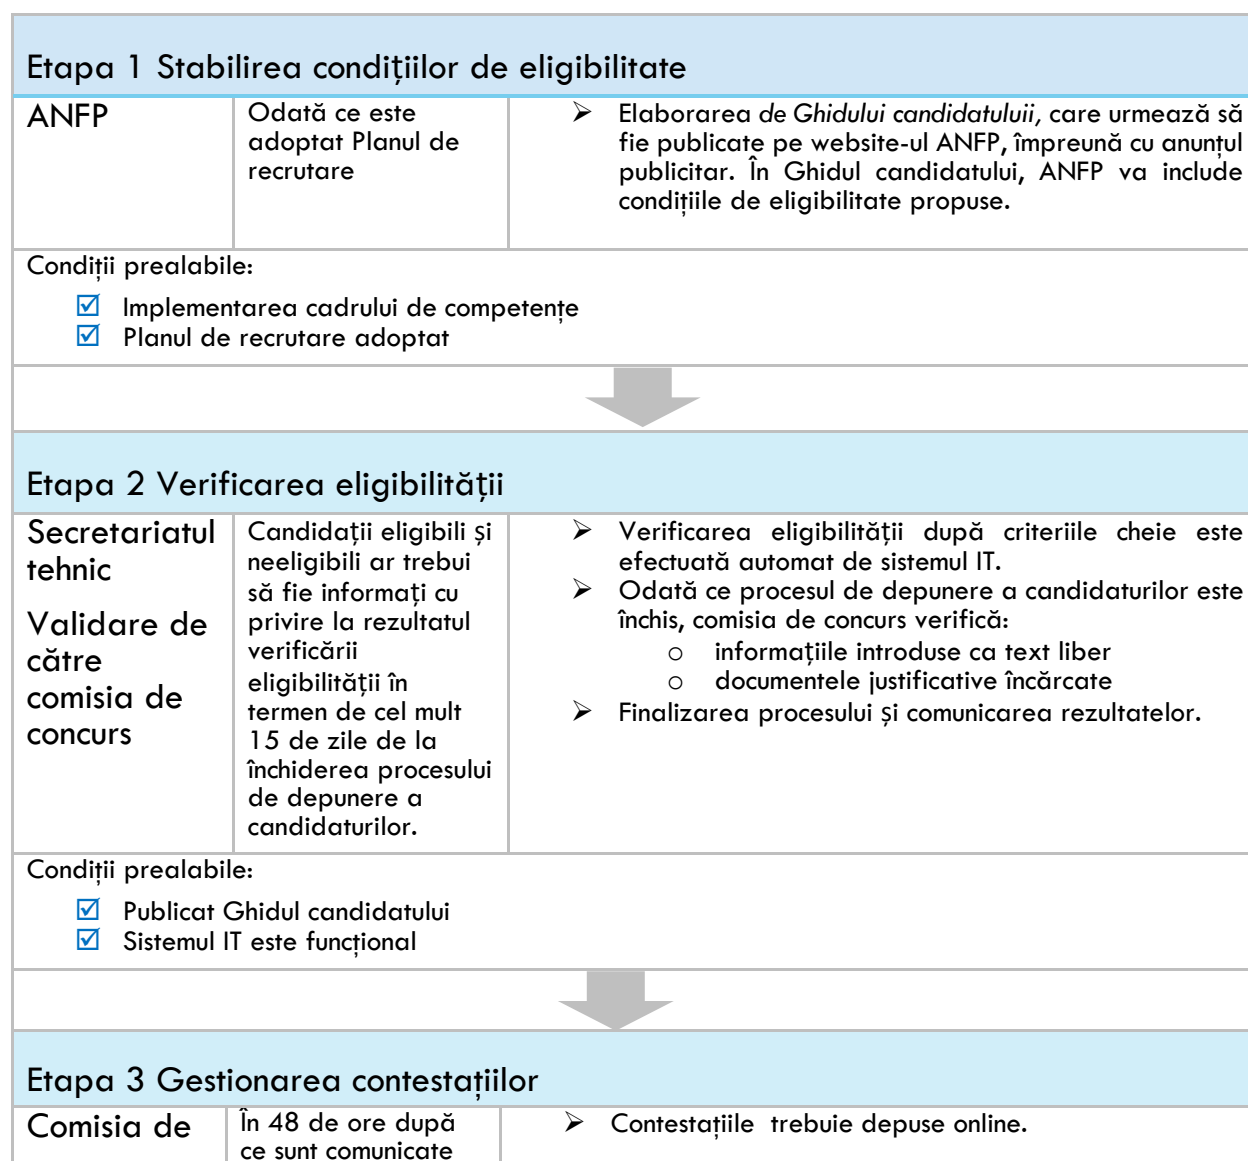 Etapa 1 Stabilirea condițiilor de eligibilitate
ANFP
Odată ce este
adoptat Planul de
recrutare
➢ Elaborarea de Ghidului candidatuluii, care urmează să
fie publicate pe website-ul ANFP, împreună cu anunțul
publicitar. În Ghidul candidatului, ANFP va include
condițiile de eligibilitate propuse.
Condiții prealabile:
☑ Implementarea cadrului de competențe
☑ Planul de recrutare adoptat
Etapa 2 Verificarea eligibilității
Secretariatul
tehnic
Validare de
către
comisia de
concurs
Candidații eligibili și
neeligibili ar trebui
să fie informați cu
privire la rezultatul
verificării
eligibilității în
termen de cel mult
15 de zile de la
închiderea procesului
de depunere a
candidaturilor.
➢ Verificarea eligibilității după criteriile cheie este
efectuată automat de sistemul IT.
➢ Odată ce procesul de depunere a candidaturilor este
închis, comisia de concurs verifică:
o informațiile introduse ca text liber
o documentele justificative încărcate
➢ Finalizarea procesului și comunicarea rezultatelor.
Condiții prealabile:
☑ Publicat Ghidul candidatului
☑ Sistemul IT este funcțional
Etapa 3 Gestionarea contestațiilor
Comisia de
În 48 de ore după
ce sunt comunicate
➢ Contestațiile trebuie depuse online.